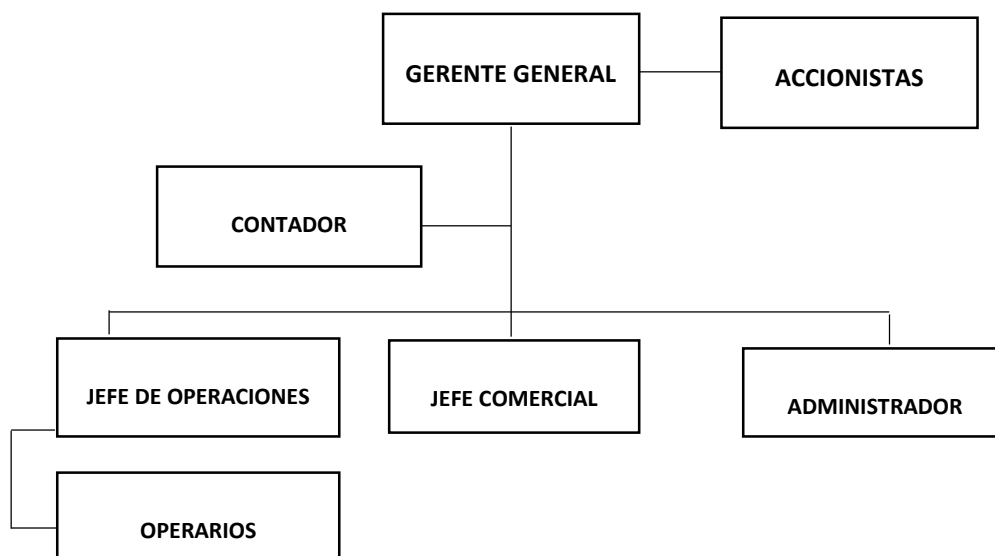 GERENTE GENERAL
ACCIONISTAS
CONTADOR
JEFE DE OPERACIONES
JEFE COMERCIAL
ADMINISTRADOR
OPERARIOS